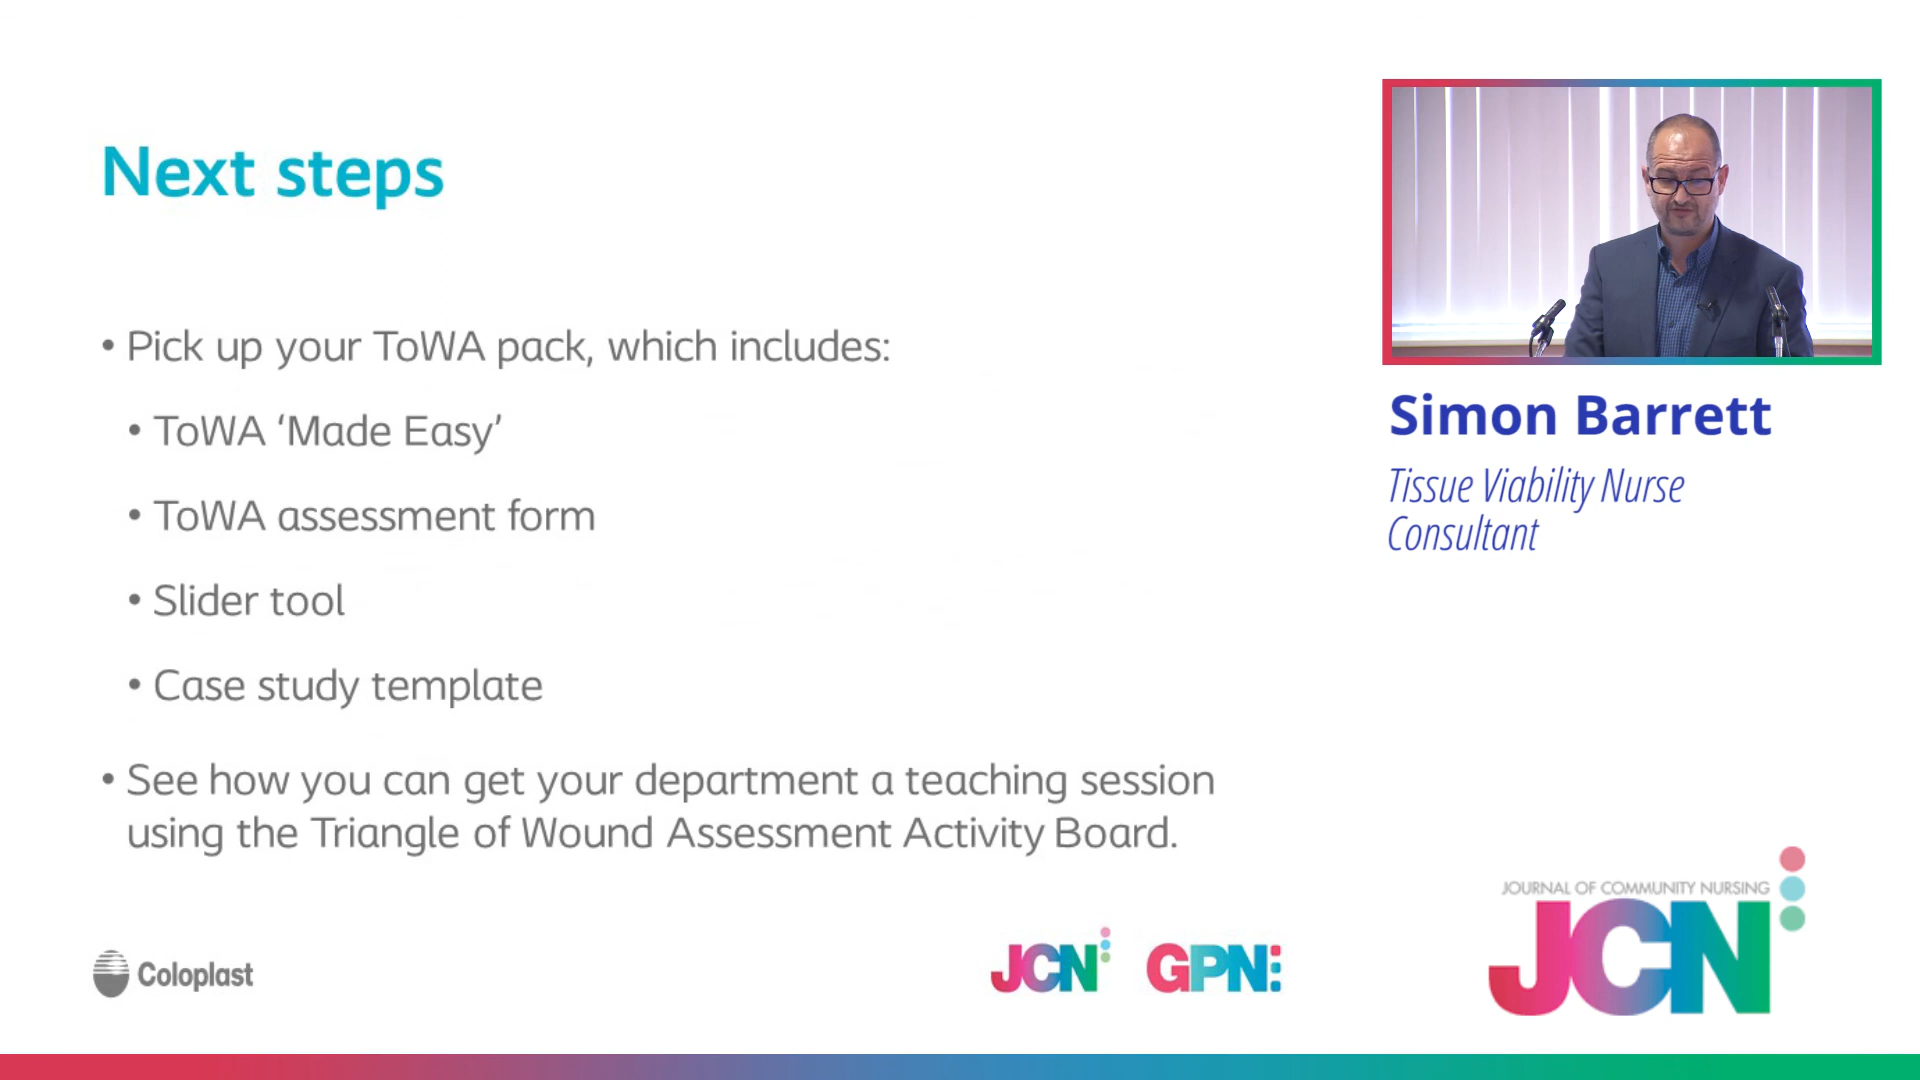 Next steps
• Pick up your ToWA pack, which includes:
• ToWA ‘Made Easy’
• ToWA assessment form
• Slider tool
• Case study template
• See how you can get your department a teaching session
using the Triangle of Wound Assessment Activity Board.
Simon Barrett
Tissue Viability Nurse
Consultant
Coloplast
JCN
GPN
JOURNAL OF COMMUNITY NURSING
JCN